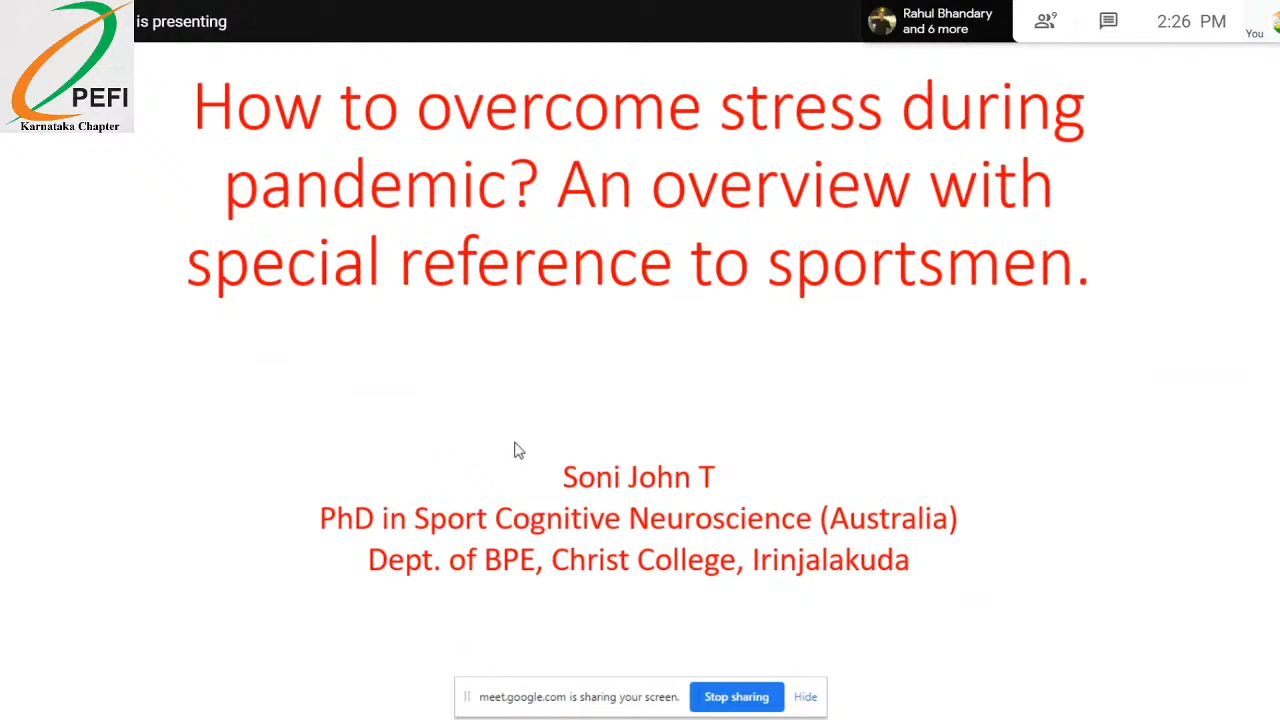 is presenting
Rahul Bhandary
and 6 more
9
2:26 PM
You
PEFI
Karnataka Chapter
How to overcome stress during
pandemic? An overview with
special reference to sportsmen.
Soni John T
PhD in Sport Cognitive Neuroscience (Australia)
Dept. of BPE, Christ College, Irinjalakuda
meet.google.com is sharing your screen.
Stop sharing
Hide